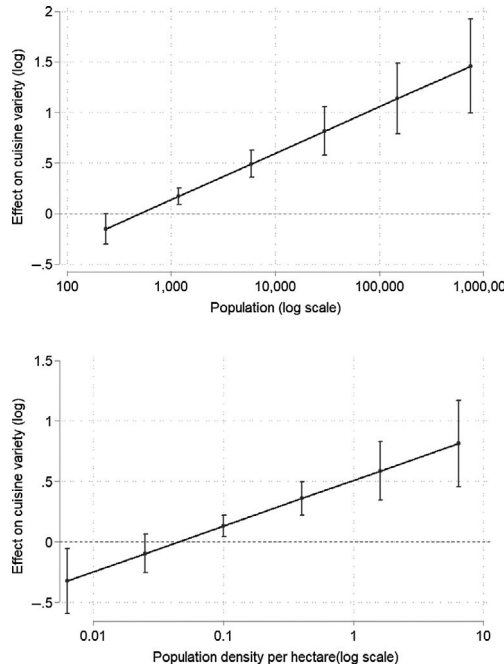 2
1.5
1
.5
0
–.5
Effect on cuisine variety (log)
100 1,000 10,000 100,000 1,000,00
Population (log scale)
1.5
1
.5
0
–.5
Effect on cuisine variety (log)
0.01 0.1 1 10
Population density per hectare(log scale)